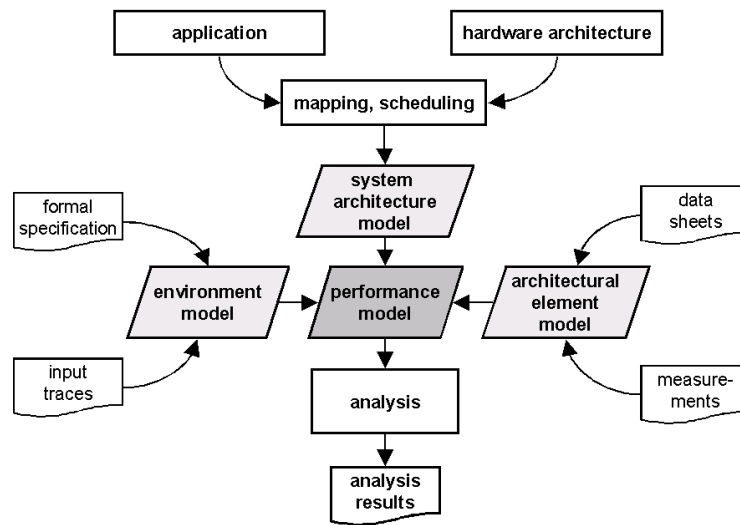 application
hardware architecture
mapping, scheduling
system
architecture
model
formal
specification
data
sheets
environment
model
performance
model
architectural
element
model
input
traces
measure-
ments
analysis
analysis
results